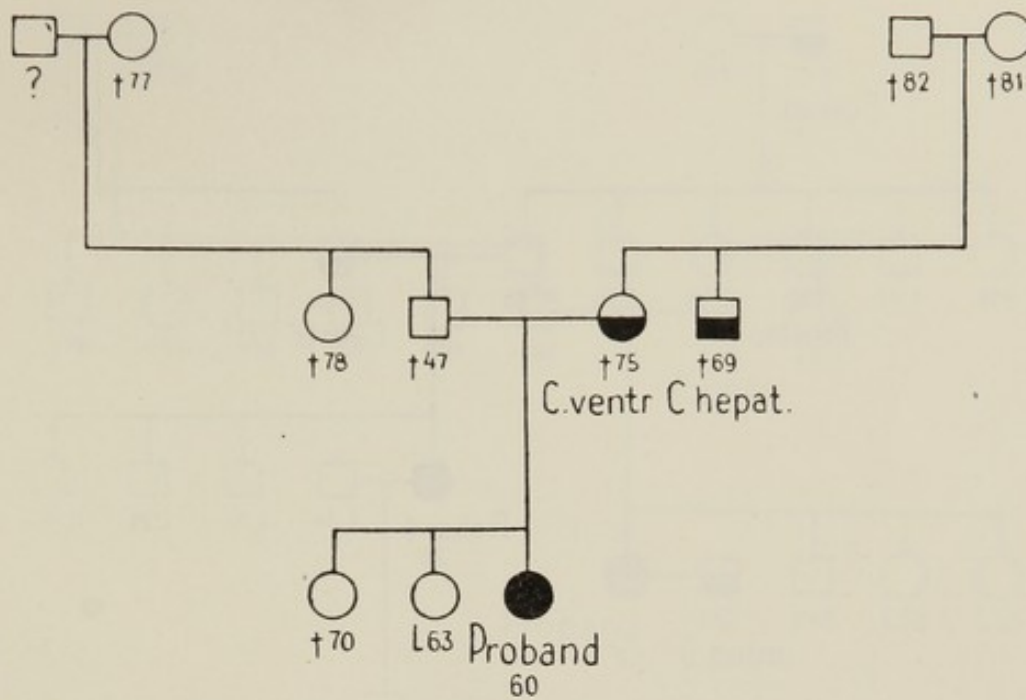 ? †77 †82 †81
†78 †47 †75 †69
C.ventr C hepat.
†70 L63 Proband
60